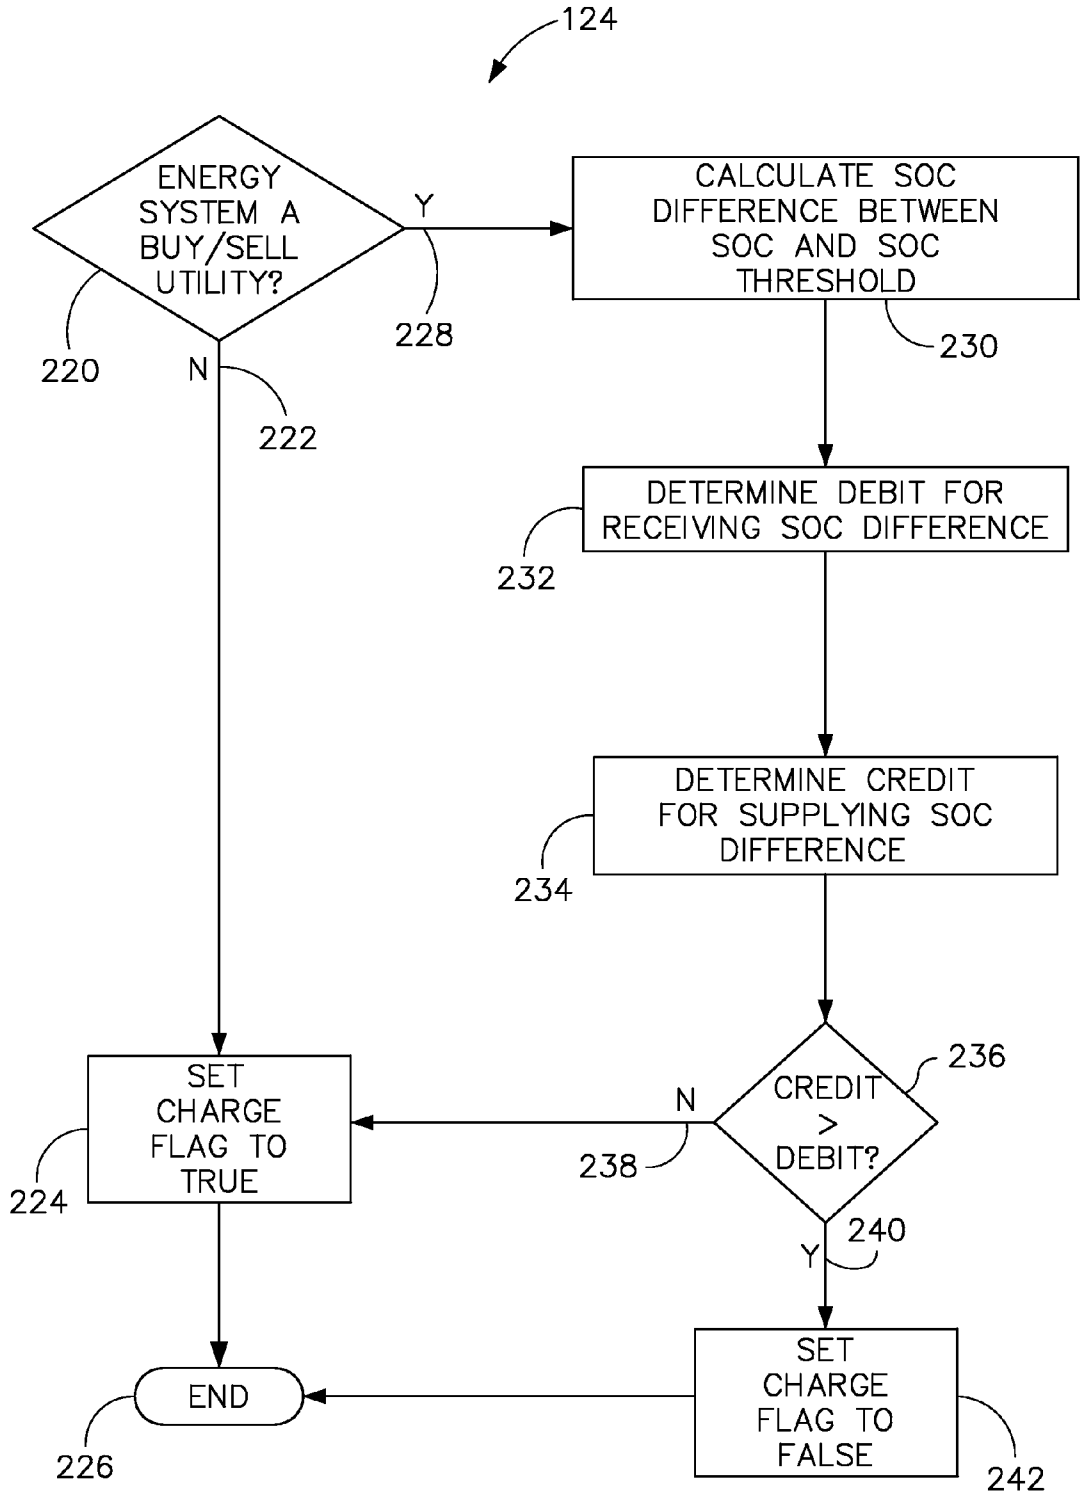 124
ENERGY
SYSTEM A
BUY/SELL
UTILITY?
220
Y
228
N
222
CALCULATE SOC
DIFFERENCE BETWEEN
SOC AND SOC
THRESHOLD
230
DETERMINE DEBIT FOR
RECEIVING SOC DIFFERENCE
232
DETERMINE CREDIT
FOR SUPPLYING SOC
DIFFERENCE
234
CREDIT
>
DEBIT?
236
N
238
240
Y
SET
CHARGE
FLAG TO
TRUE
224
SET
CHARGE
FLAG TO
FALSE
242
END
226